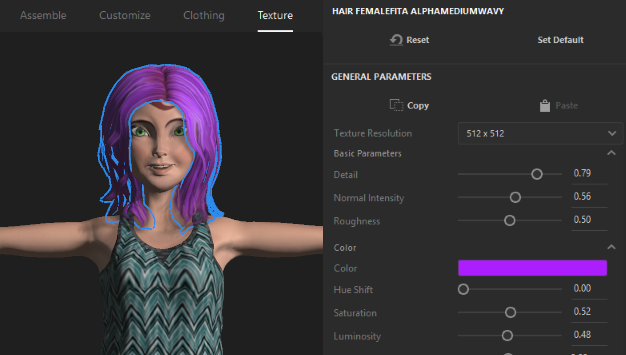 Assemble Customize Clothing Texture
HAIR FEMALEFITA ALPHAMEDIUMWAVY
Reset Set Default
GENERAL PARAMETERS
Copy Paste
Texture Resolution 512 x 512
Basic Parameters
Detail 0.79
Normal Intensity 0.56
Roughness 0.50
Color
Color
Hue Shift 0.00
Saturation 0.52
Luminosity 0.48